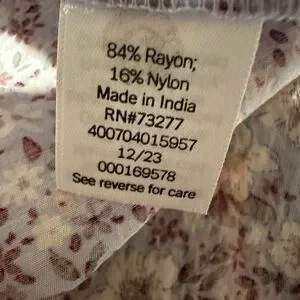 84% Rayon;
16% Nylon
Made in India
RN#73277
400704015957
12/23
000169578
See reverse for care